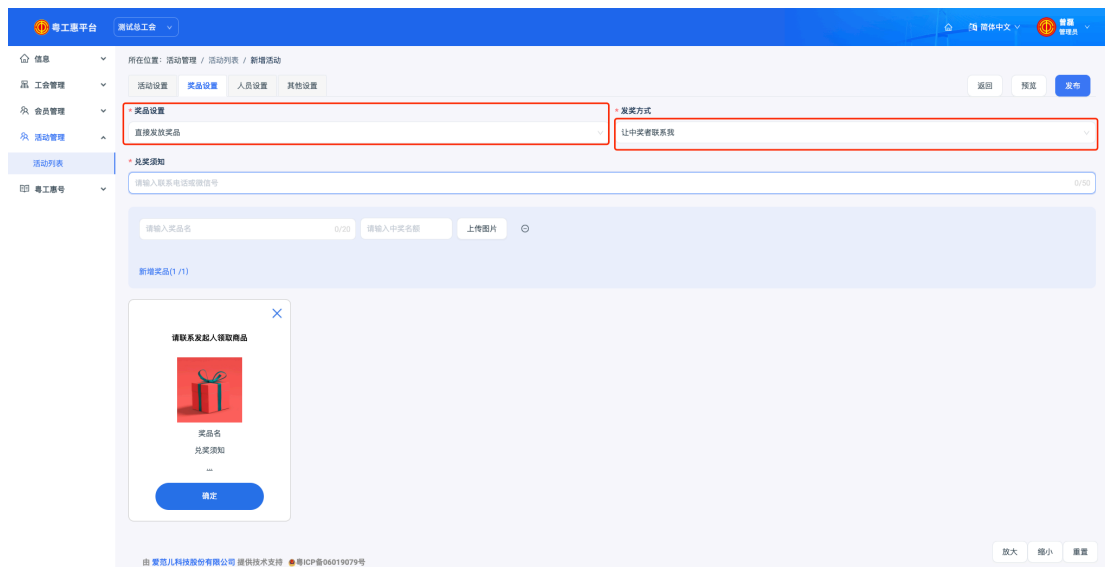 粤工惠平台 测试总工会 简体中文 曾磊
管理员
信息
工会管理
会员管理
活动管理
活动列表
粤工惠号
所在位置: 活动管理 / 活动列表 / 新增活动
活动设置 奖品设置 人员设置 其他设置 返回 预览 发布
* 奖品设置 * 发奖方式
直接发放奖品 让中奖者联系我
* 兑奖须知
请输入联系电话或微信号 0/50
请输入奖品名 0/20 请输入中奖名额 上传图片
新增奖品(1 /1)
请联系发起人领取商品
奖品名
兑奖须知
...
确定
放大 缩小 重置
由 爱范儿科技股份有限公司 提供技术支持 粤ICP备06019079号